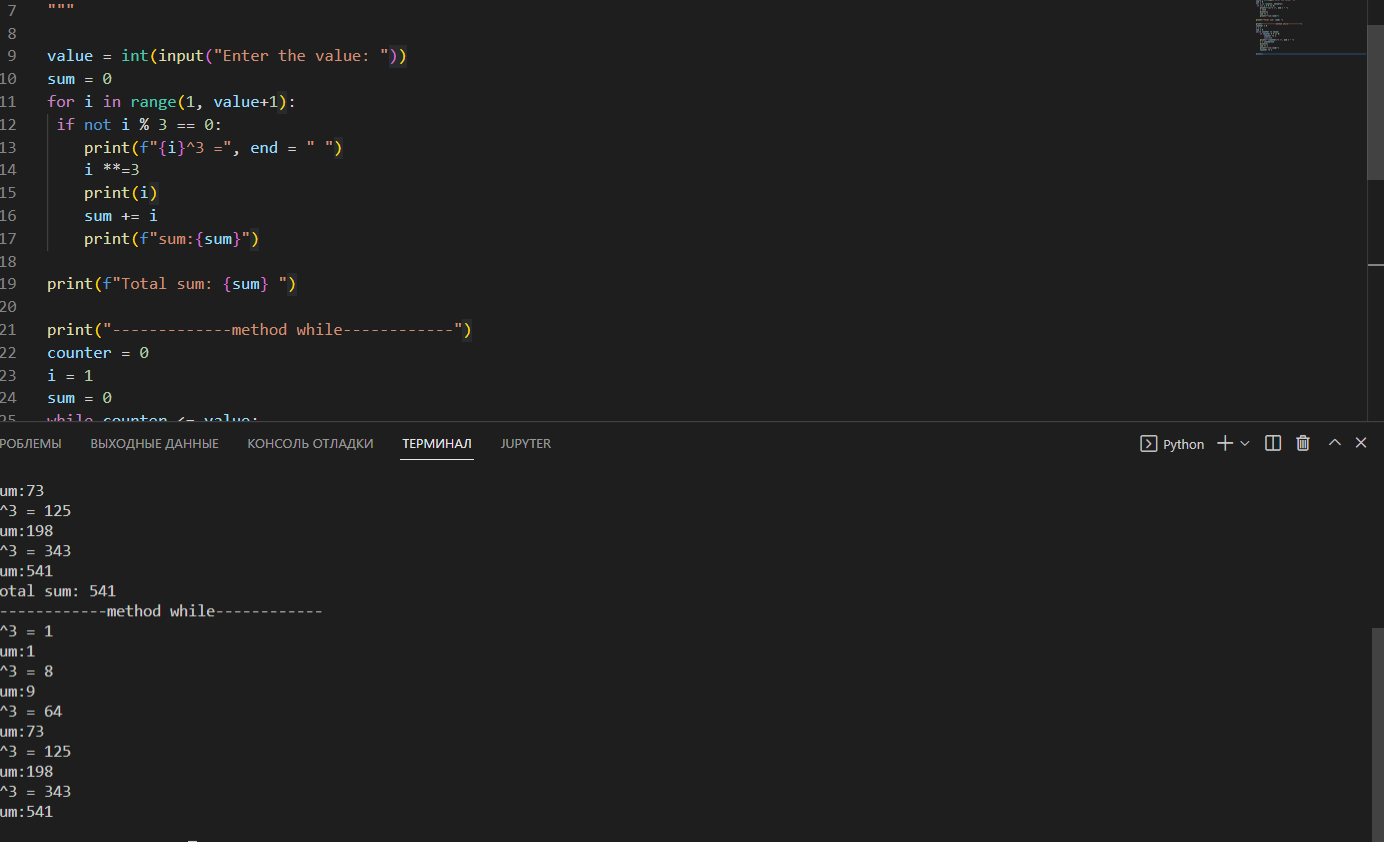 7 """
8
9 value = int(input("Enter the value: "))
10 sum = 0
11 for i in range(1, value+1):
12 if not i % 3 == 0:
13 print(f"{i}^3 =", end = " ")
14 i **=3
15 print(i)
16 sum += i
17 print(f"sum:{sum}")
18
19 print(f"Total sum: {sum} ")
20
21 print("-------------method while------------")
22 counter = 0
23 i = 1
24 sum = 0
25 while counter <= value:
РОБЛЕМЫ ВЫХОДНЫЕ ДАННЫЕ КОНСОЛЬ ОТЛАДКИ ТЕРМИНАЛ JUPYTER Python
um:73
^3 = 125
um:198
^3 = 343
um:541
otal sum: 541
------------method while------------
^3 = 1
um:1
^3 = 8
um:9
^3 = 64
um:73
^3 = 125
um:198
^3 = 343
um:541